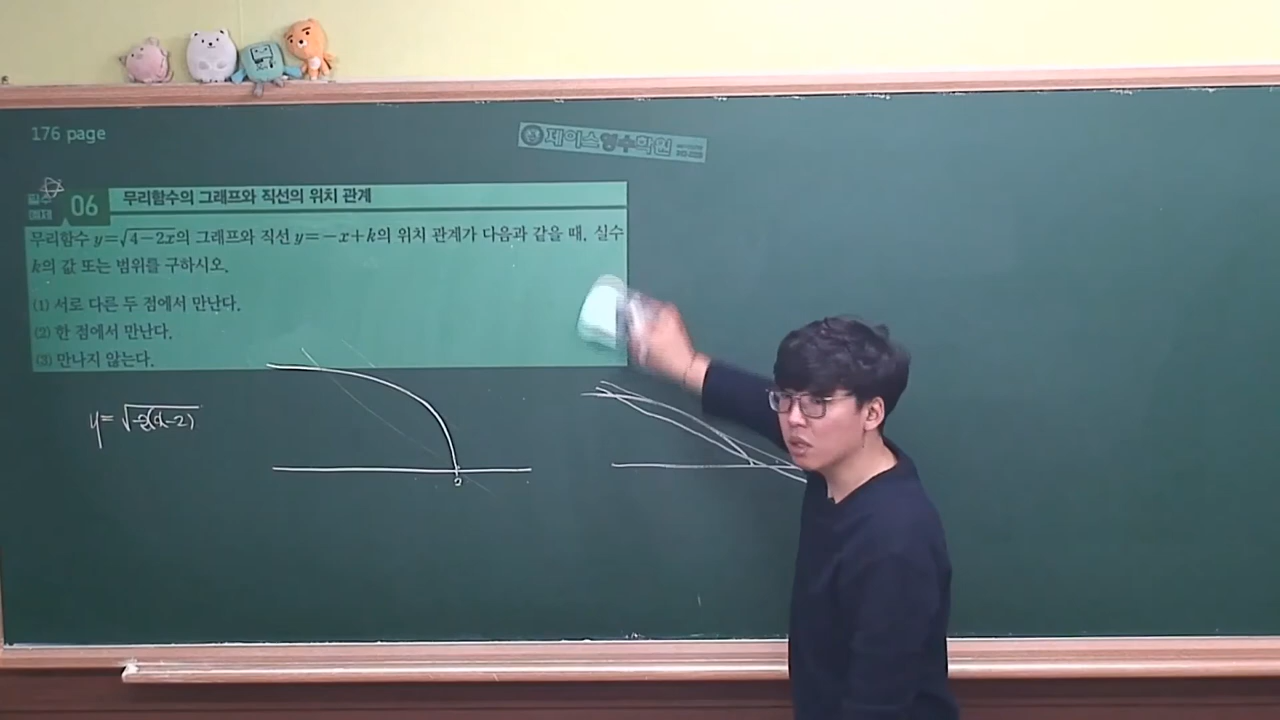 176 page
제이스영수학원
필수 예제 06 무리함수의 그래프와 직선의 위치 관계
무리함수 y=√4-2x의 그래프와 직선 y=-x+k의 위치 관계가 다음과 같을 때, 실수
k의 값 또는 범위를 구하시오.
(1) 서로 다른 두 점에서 만난다.
(2) 한 점에서 만난다.
(3) 만나지 않는다.
y=√-2(x-2)
2